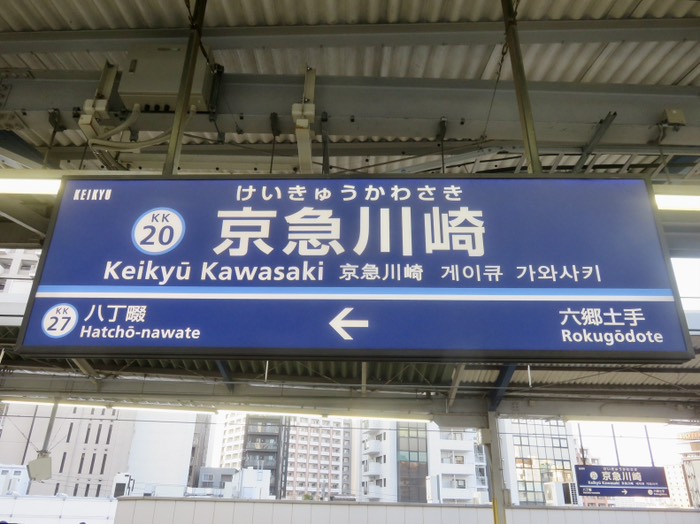 KEIKYU
けいきゅうかわさき
KK 20 京急川崎
Keikyū Kawasaki 京急川崎 게이큐 가와사키
KK 27 八丁畷 ← 六郷土手
Hatchō-nawate Rokugōdote
京急川崎